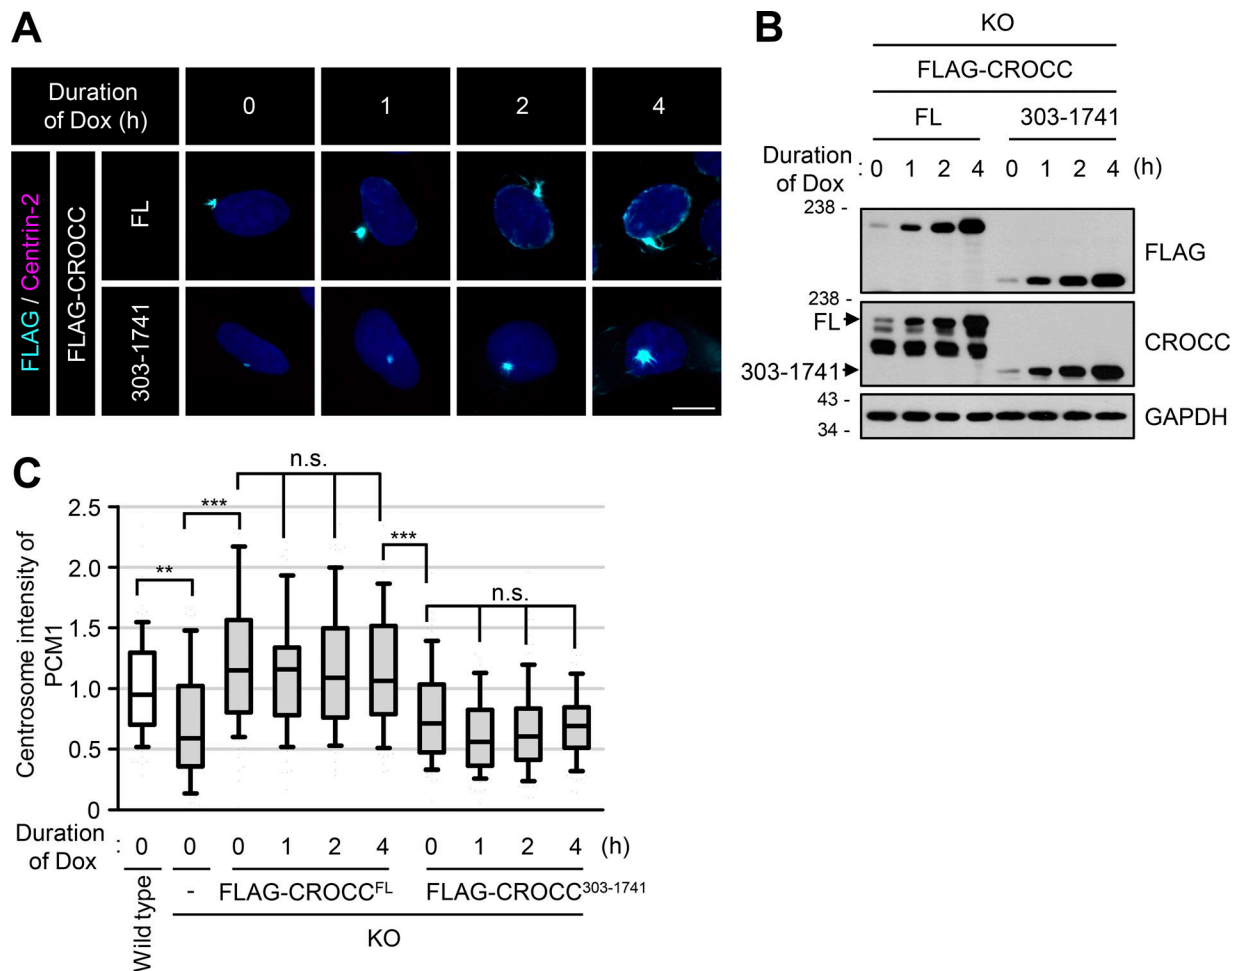 A
Duration
of Dox (h)
0
1
2
4
FLAG / Centrin-2
FLAG-CROCC
FL
303-1741
B
KO
FLAG-CROCC
FL 303-1741
Duration
of Dox
: 0 1 2 4 0 1 2 4 (h)
238 -
FLAG
238 -
FL
CROCC
303-1741
43 -
GAPDH
34 -
C
n.s.
***
***
**
n.s.
Centrosome intensity of
PCM1
2.5
2.0
1.5
1.0
0.5
0
Duration
of Dox
: 0 0 0 1 2 4 0 1 2 4 (h)
Wild type
- FLAG-CROCC^FL FLAG-CROCC^303-1741
KO